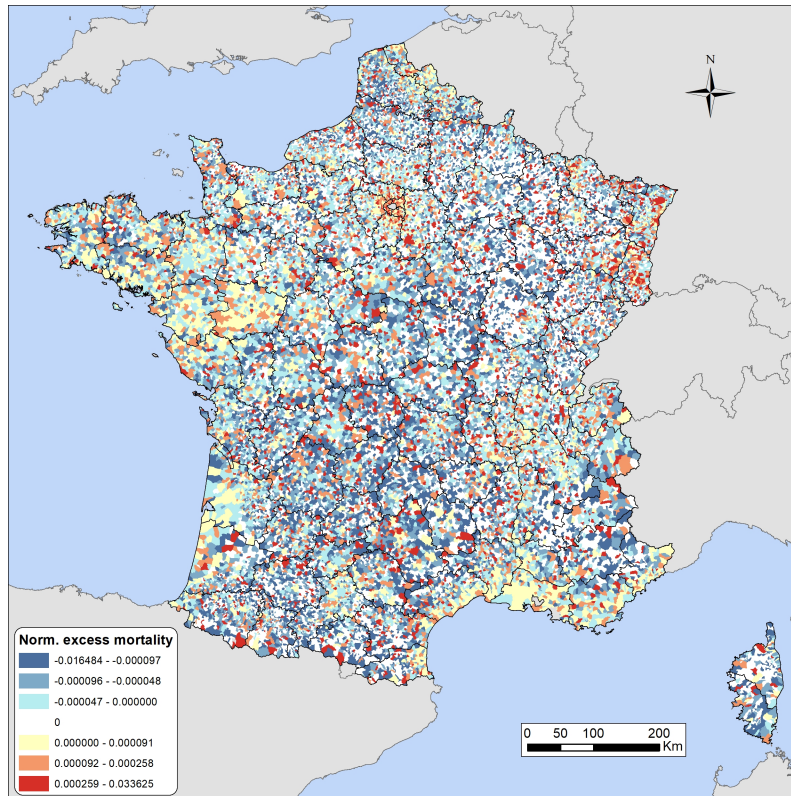 N
Norm. excess mortality
-0.016484 - -0.000097
-0.000096 - -0.000048
-0.000047 - 0.000000
0
0.000000 - 0.000091
0.000092 - 0.000258
0.000259 - 0.033625
0 50 100 200
Km